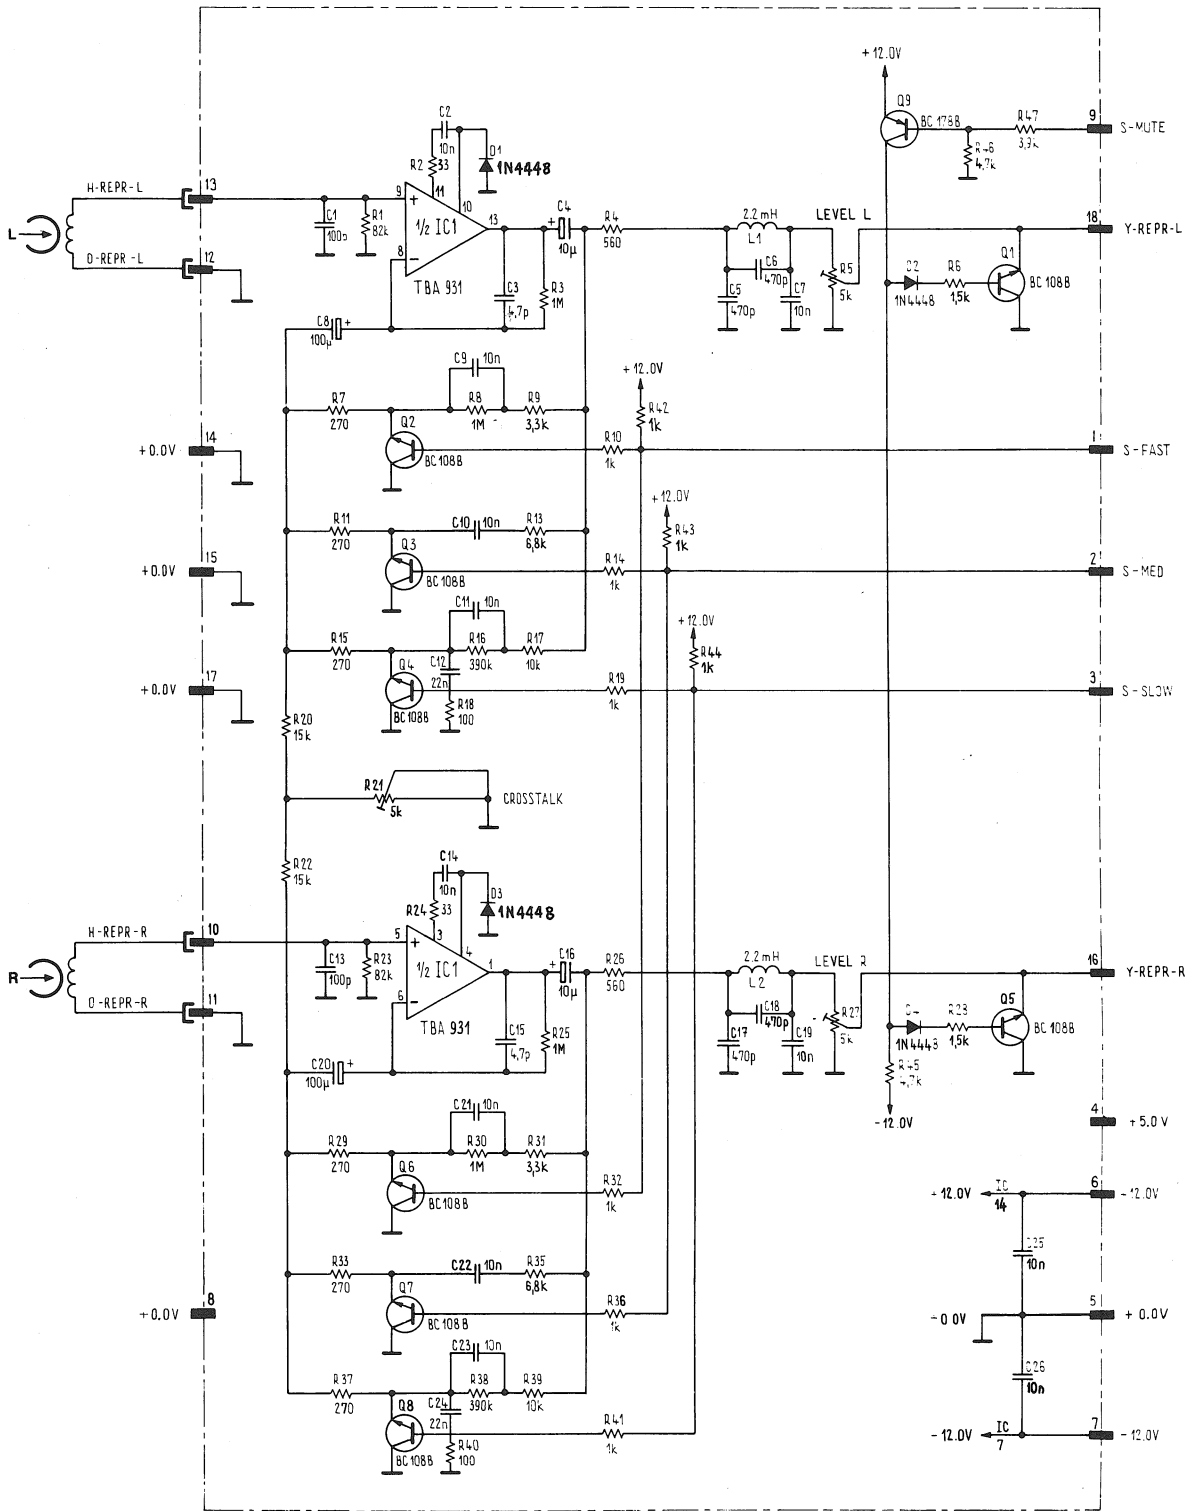 +12.0V
Q9
BC 178B
R47
3,3k
9
S-MUTE
R46
4,7k
C2
10n
R2
33
D1
1N4448
11
10
H-REPR-L
13
9
+
C1
R1
82k
½ IC1
13
C4
+
10µ
R4
560
2.2mH
L1
LEVEL L
18
Y-REPR-L
L
0-REPR-L
12
8
-
TBA 931
C3
4,7p
R3
1M
C6
470p
C5
470p
C7
10n
R5
5k
1N4448
R6
1,5k
Q1
BC 108B
C8
+
100µ
C9
10n
R7
270
R8
1M
R9
3,3k
Q2
BC108B
+12.0V
R42
1k
R10
1k
1
S-FAST
14
+0.0V
R11
270
C10
10n
R13
6,8k
Q3
BC108B
+12.0V
R43
1k
R14
1k
2
S-MED
15
+0.0V
C11
10n
R15
270
R16
390k
R17
10k
C12
22n
Q4
BC108B
R18
100
+12.0V
R44
1k
R19
1k
3
S-SLOW
17
+0.0V
R20
15k
R21
5k
CROSSTALK
R22
15k
C14
10n
R24
33
D3
1N4448
3
4
H-REPR-R
10
5
+
C13
100p
R23
82k
½ IC1
1
C16
+
10µ
R26
560
2.2mH
L2
LEVEL R
16
Y-REPR-R
R
0-REPR-R
11
6
-
TBA 931
C15
4,7p
R25
1M
C18
470p
C17
470p
C19
10n
R27
5k
1,5k
Q5
BC 108B
C20
+
100µ
R45
4,7k
-12.0V
4
+5.0V
C21
10n
R29
270
R30
1M
R31
3,3k
Q6
BC108B
R32
1k
+12.0V
IC
14
6
-12.0V
C25
10n
R33
270
C22
10n
R35
6,8k
Q7
BC108B
R36
1k
8
+0.0V
-0.0V
5
+0.0V
C23
10n
R37
270
R38
390k
R39
10k
C24
22n
Q8
BC108B
R40
100
R41
1k
C26
10n
-12.0V
IC
7
7
-12.0V